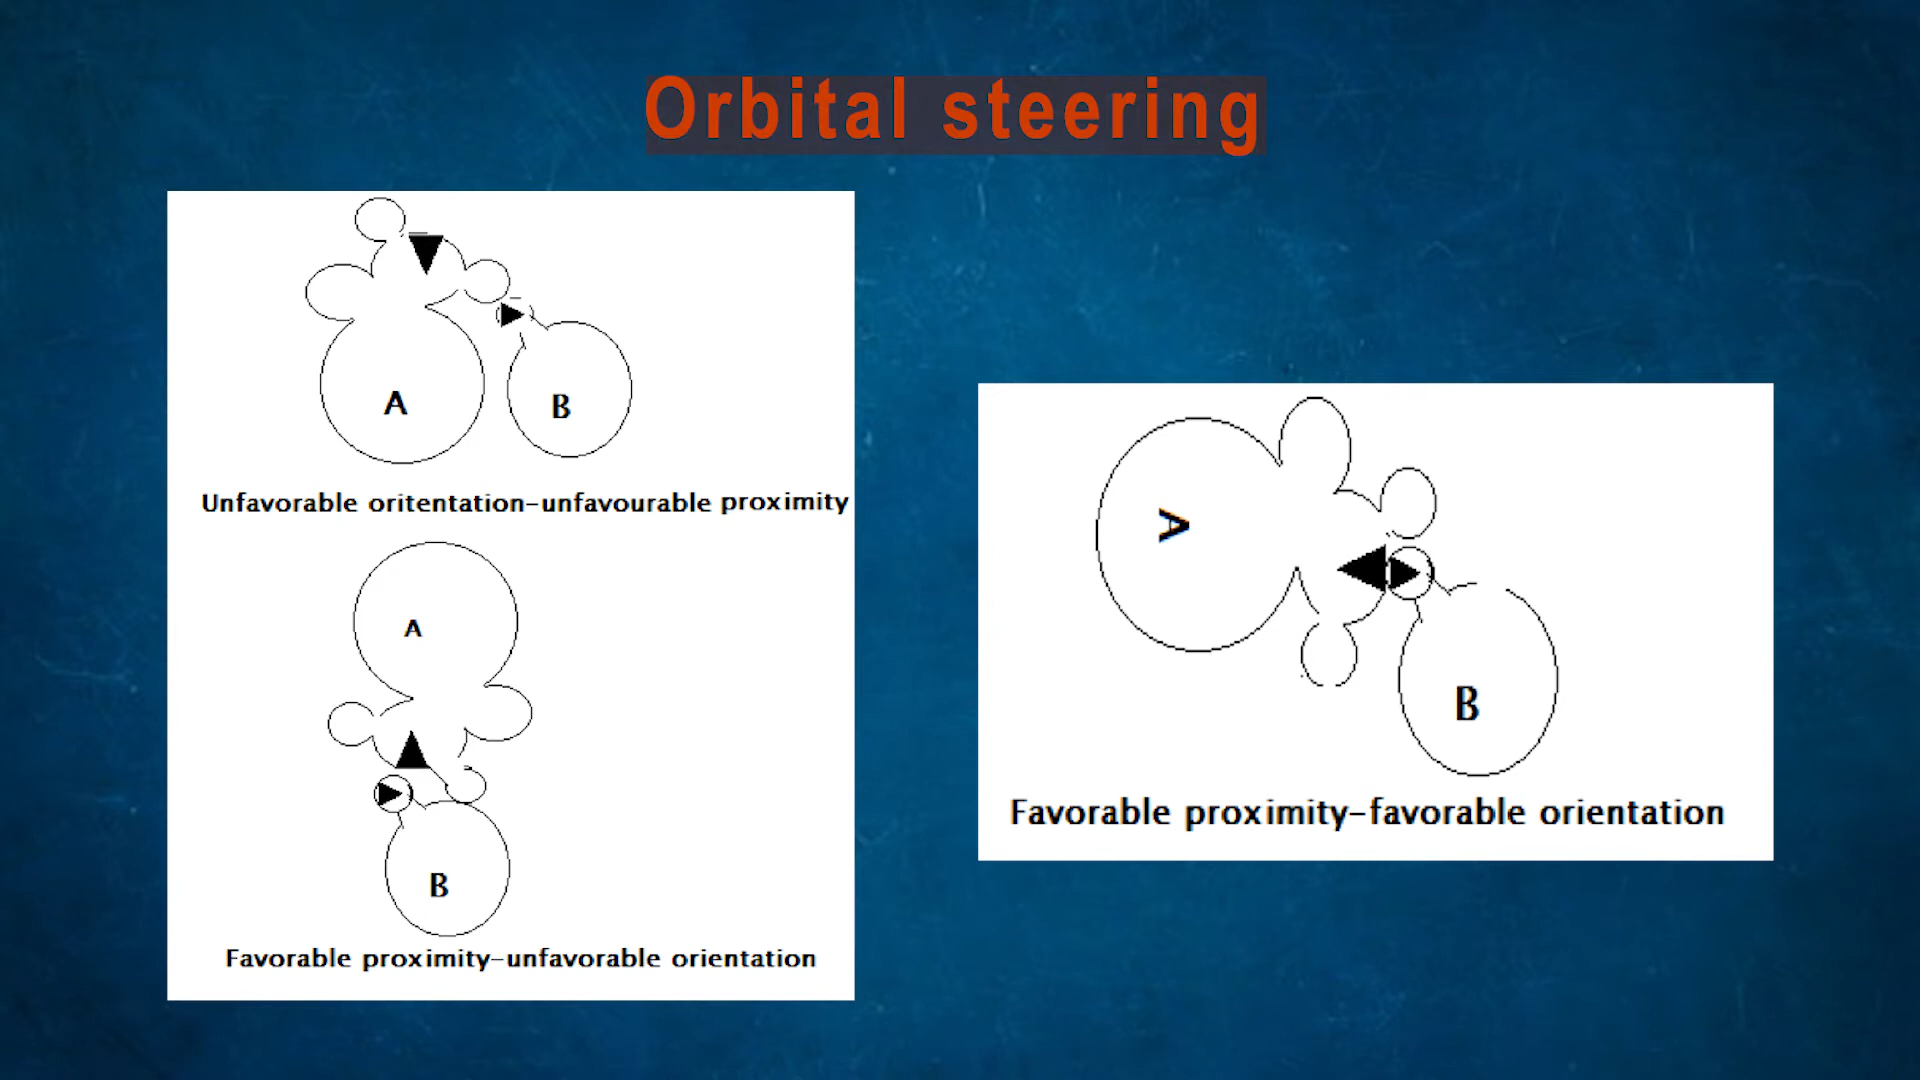 Orbital steering
A
B
Unfavorable oritentation-unfavourable proximity
A
B
Favorable proximity-unfavorable orientation
A
B
Favorable proximity-favorable orientation